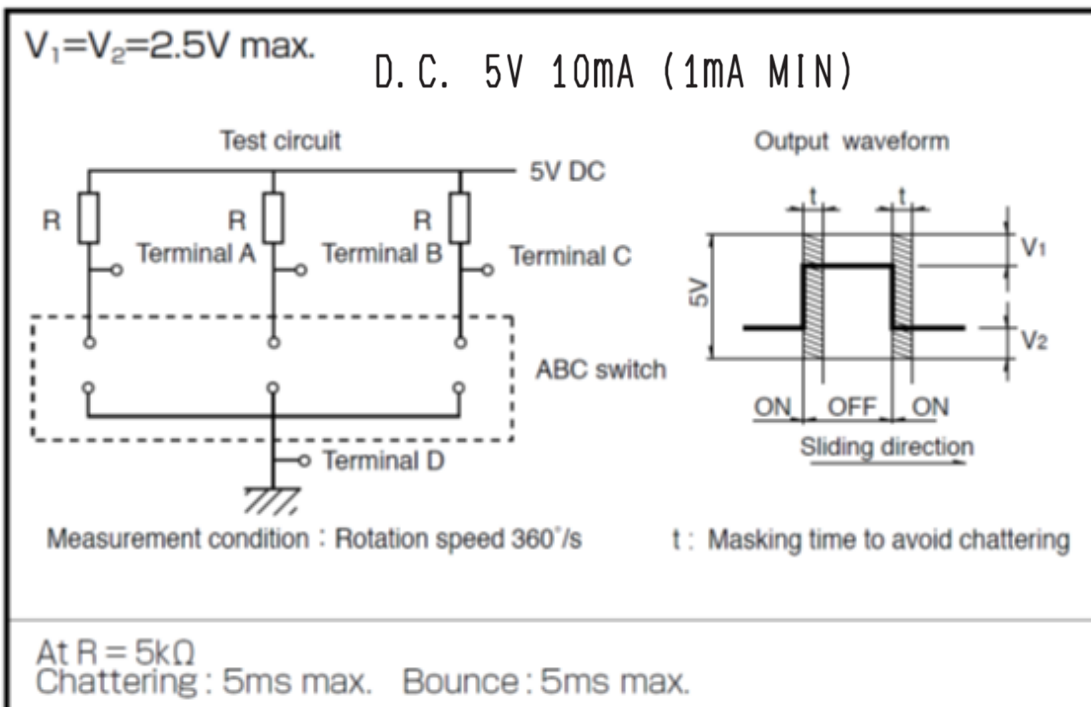 V₁=V₂=2.5V max.
D.C. 5V 10mA (1mA MIN)
Test circuit
5V DC
R
R
R
Terminal A
Terminal B
Terminal C
ABC switch
Terminal D
Output waveform
t
t
5V
V₁
V₂
ON
OFF
ON
Sliding direction
Measurement condition : Rotation speed 360°/s
t : Masking time to avoid chattering
At R = 5kΩ
Chattering : 5ms max. Bounce : 5ms max.